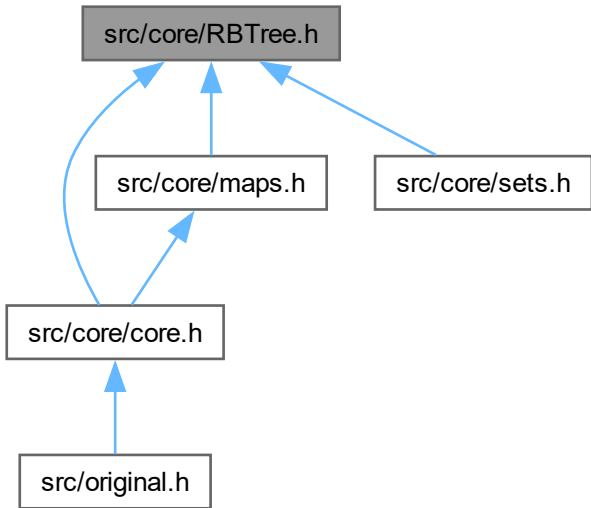 src/core/RBTree.h
src/core/maps.h
src/core/sets.h
src/core/core.h
src/original.h